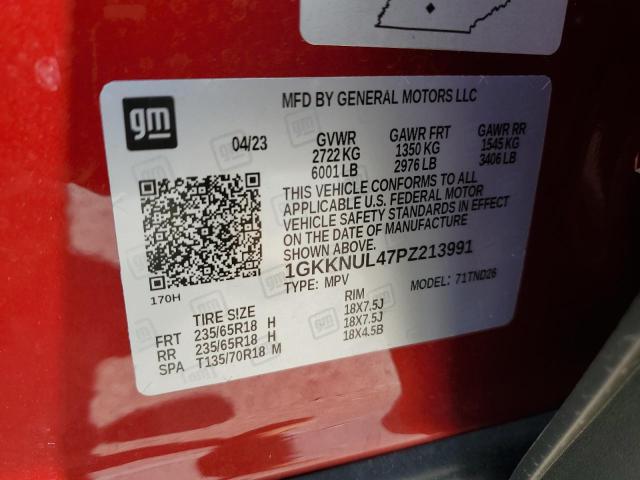 gm
MFD BY GENERAL MOTORS LLC
04/23 GVWR GAWR FRT GAWR RR
2722 KG 1350 KG 1545 KG
6001 LB 2976 LB 3406 LB
THIS VEHICLE CONFORMS TO ALL
APPLICABLE U.S. FEDERAL MOTOR
VEHICLE SAFETY STANDARDS IN EFFECT
ON THE DATE OF MANUFACTURE
SHOWN ABOVE.
1GKKNUL47PZ213991
TYPE: MPV MODEL: 71TND26
170H
TIRE SIZE RIM
FRT 235/65R18 H 18X7.5J
RR 235/65R18 H 18X7.5J
SPA T135/70R18 M 18X4.5B